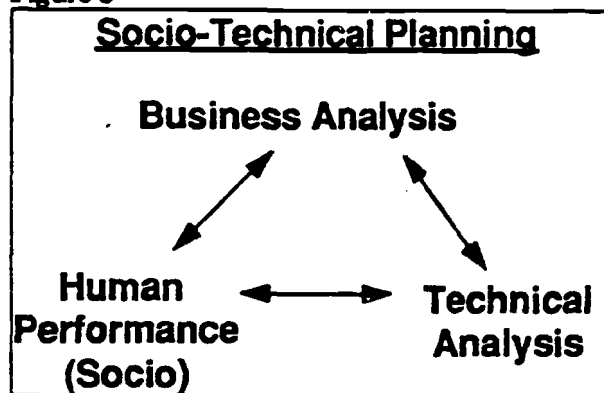 Socio-Technical Planning
Business Analysis
Human
Performance
(Socio)
Technical
Analysis